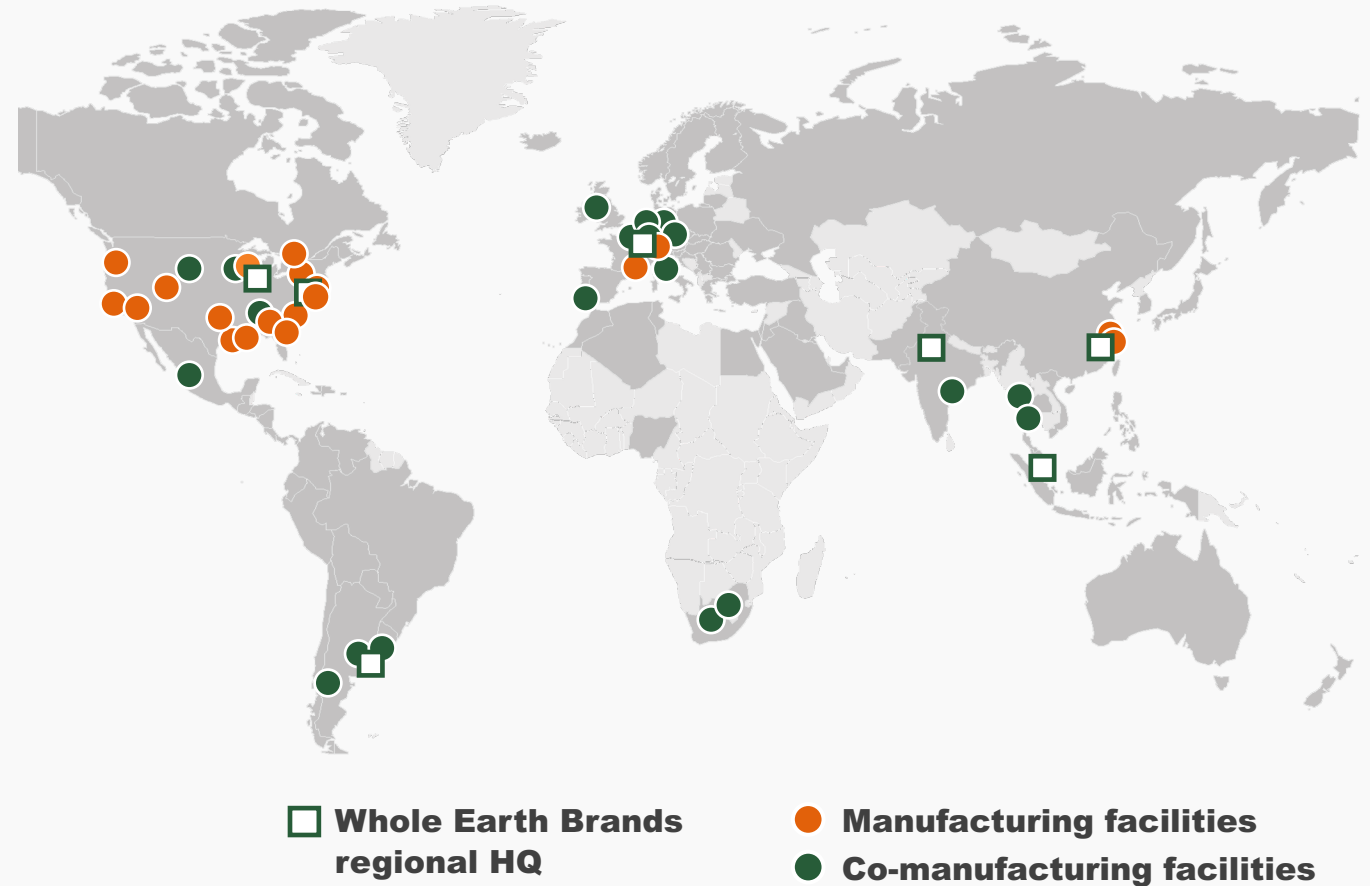 Whole Earth Brands
regional HQ
Manufacturing facilities
Co-manufacturing facilities